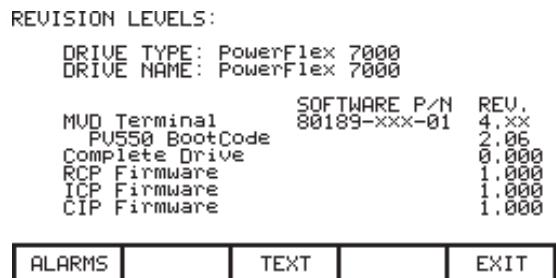 REVISION LEVELS:
DRIVE TYPE: PowerFlex 7000
DRIVE NAME: PowerFlex 7000
SOFTWARE P/N REV.
MVD Terminal 80189-xxx-01 4.xx
PV550 BootCode 2.06
Complete Drive 0.000
RCP Firmware 1.000
ICP Firmware 1.000
CIP Firmware 1.000
ALARMS TEXT EXIT